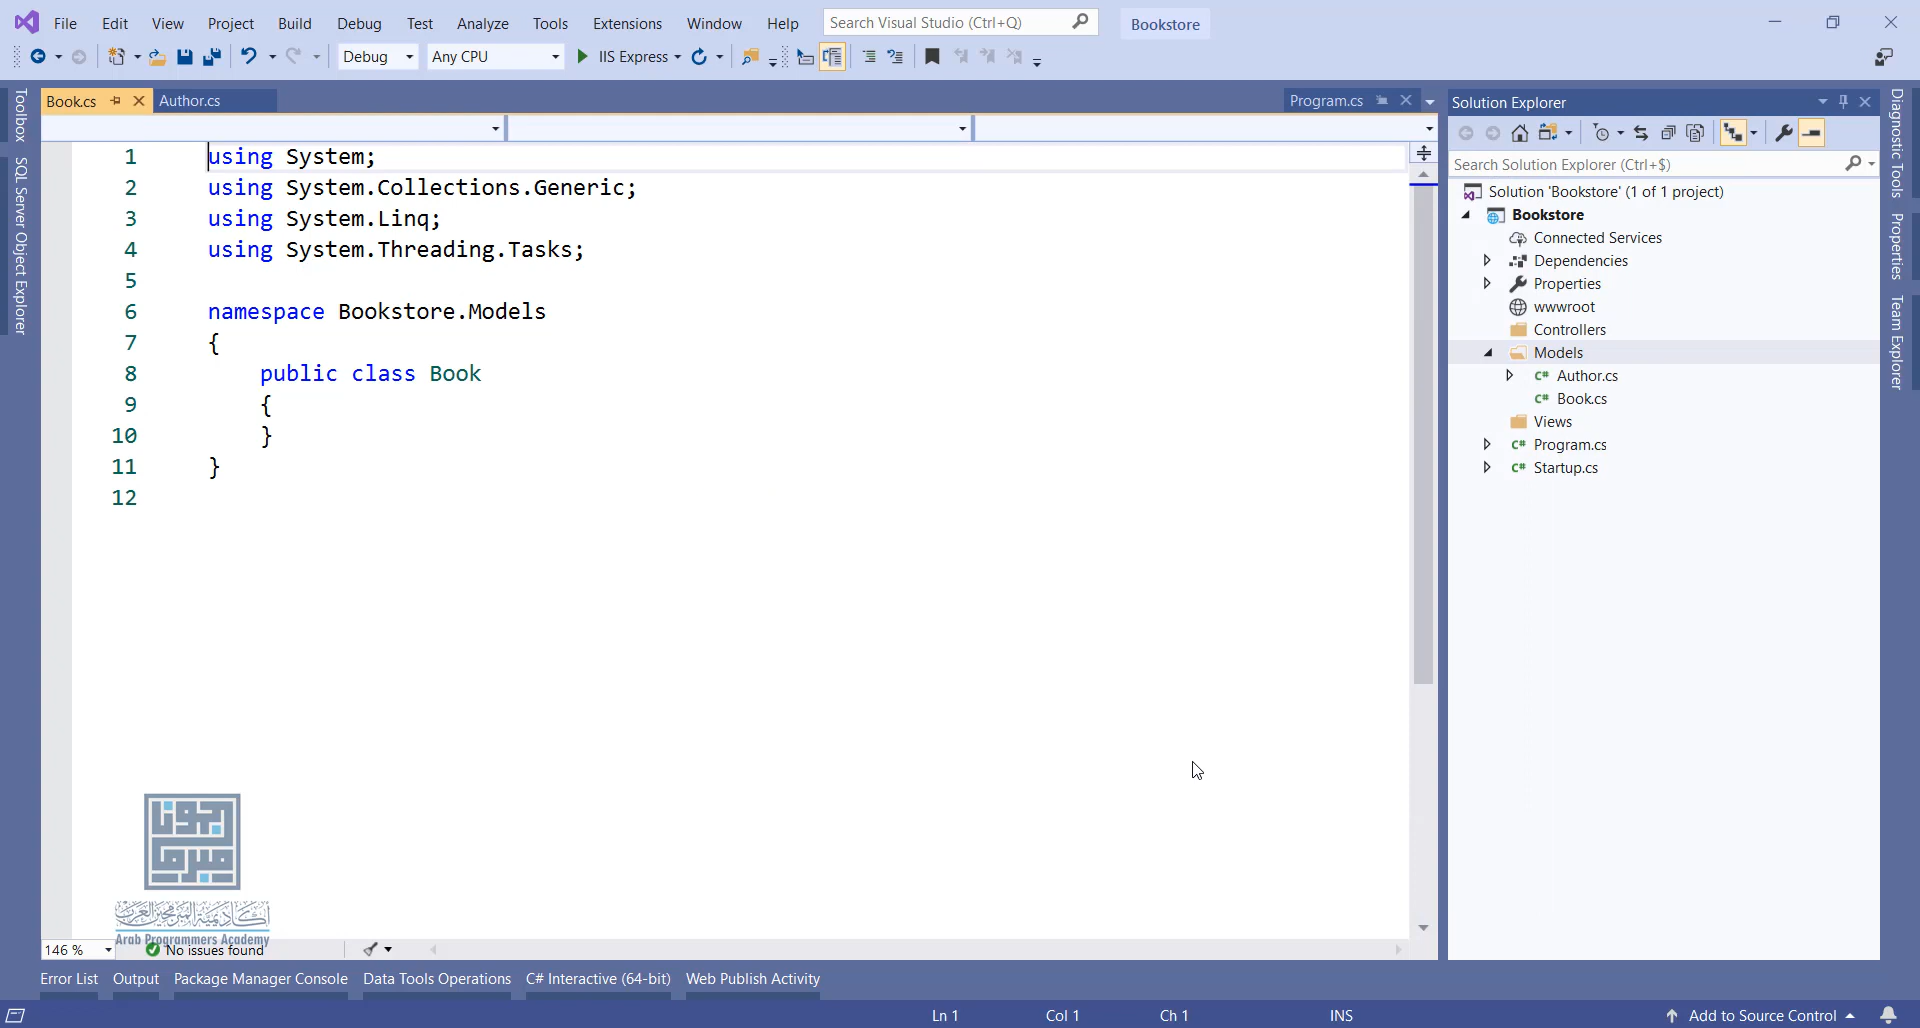 File Edit View Project Build Debug Test Analyze Tools Extensions Window Help Search Visual Studio (Ctrl+Q) Bookstore
Debug Any CPU IIS Express
Toolbox
SQL Server Object Explorer
Book.cs Author.cs Program.cs
1 using System;
2 using System.Collections.Generic;
3 using System.Linq;
4 using System.Threading.Tasks;
5
6 namespace Bookstore.Models
7 {
8 public class Book
9 {
10 }
11 }
12
أكاديمية المبرمجين العرب
Arab Programmers Academy
146 % No issues found
Solution Explorer
Search Solution Explorer (Ctrl+$)
Solution 'Bookstore' (1 of 1 project)
Bookstore
Connected Services
Dependencies
Properties
wwwroot
Controllers
Models
C# Author.cs
C# Book.cs
Views
C# Program.cs
C# Startup.cs
Diagnostic Tools
Properties
Team Explorer
Error List Output Package Manager Console Data Tools Operations C# Interactive (64-bit) Web Publish Activity
Ln 1 Col 1 Ch 1 INS Add to Source Control